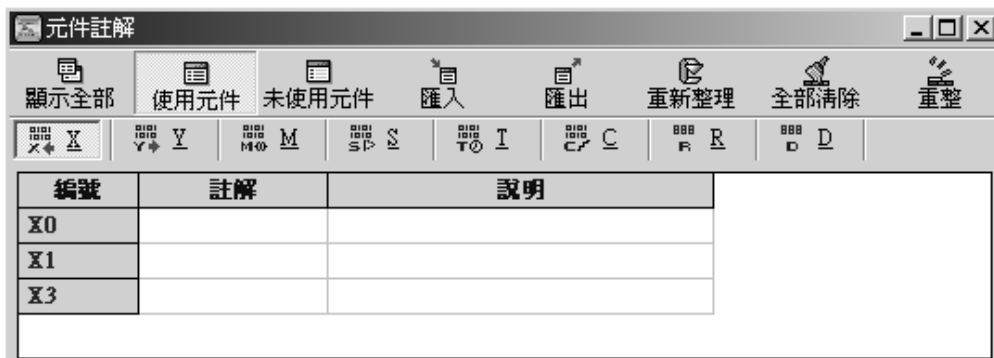 元件註解
顯示全部 使用元件 未使用元件 匯入 匯出 重新整理 全部清除 重整
X Y M S T C R D
編號 註解 說明
X0
X1
X3